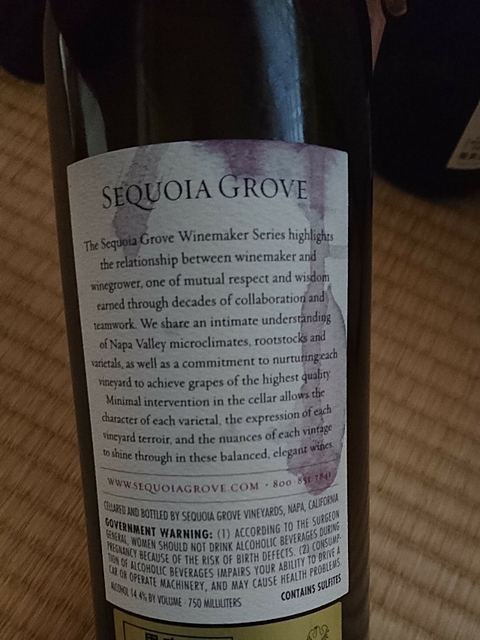 SEQUOIA GROVE
The Sequoia Grove Winemaker Series highlights
the relationship between winemaker and
winegrower, one of mutual respect and wisdom
earned through decades of collaboration and
teamwork. We share an intimate understanding
of Napa Valley microclimates, rootstocks and
varietals, as well as a commitment to nurturing each
vineyard to achieve grapes of the highest quality.
Minimal intervention in the cellar allows the
character of each varietal, the expression of each
vineyard terroir, and the nuances of each vintage
to shine through in these balanced, elegant wines.
WWW.SEQUOIAGROVE.COM • 800 · 851 7841
CELLARED AND BOTTLED BY SEQUOIA GROVE VINEYARDS, NAPA, CALIFORNIA
GOVERNMENT WARNING: (1) ACCORDING TO THE SURGEON
GENERAL, WOMEN SHOULD NOT DRINK ALCOHOLIC BEVERAGES DURING
PREGNANCY BECAUSE OF THE RISK OF BIRTH DEFECTS. (2) CONSUMP-
TION OF ALCOHOLIC BEVERAGES IMPAIRS YOUR ABILITY TO DRIVE A
CAR OR OPERATE MACHINERY, AND MAY CAUSE HEALTH PROBLEMS.
ALCOHOL 14.4% BY VOLUME · 750 MILLILITERS
CONTAINS SULFITES